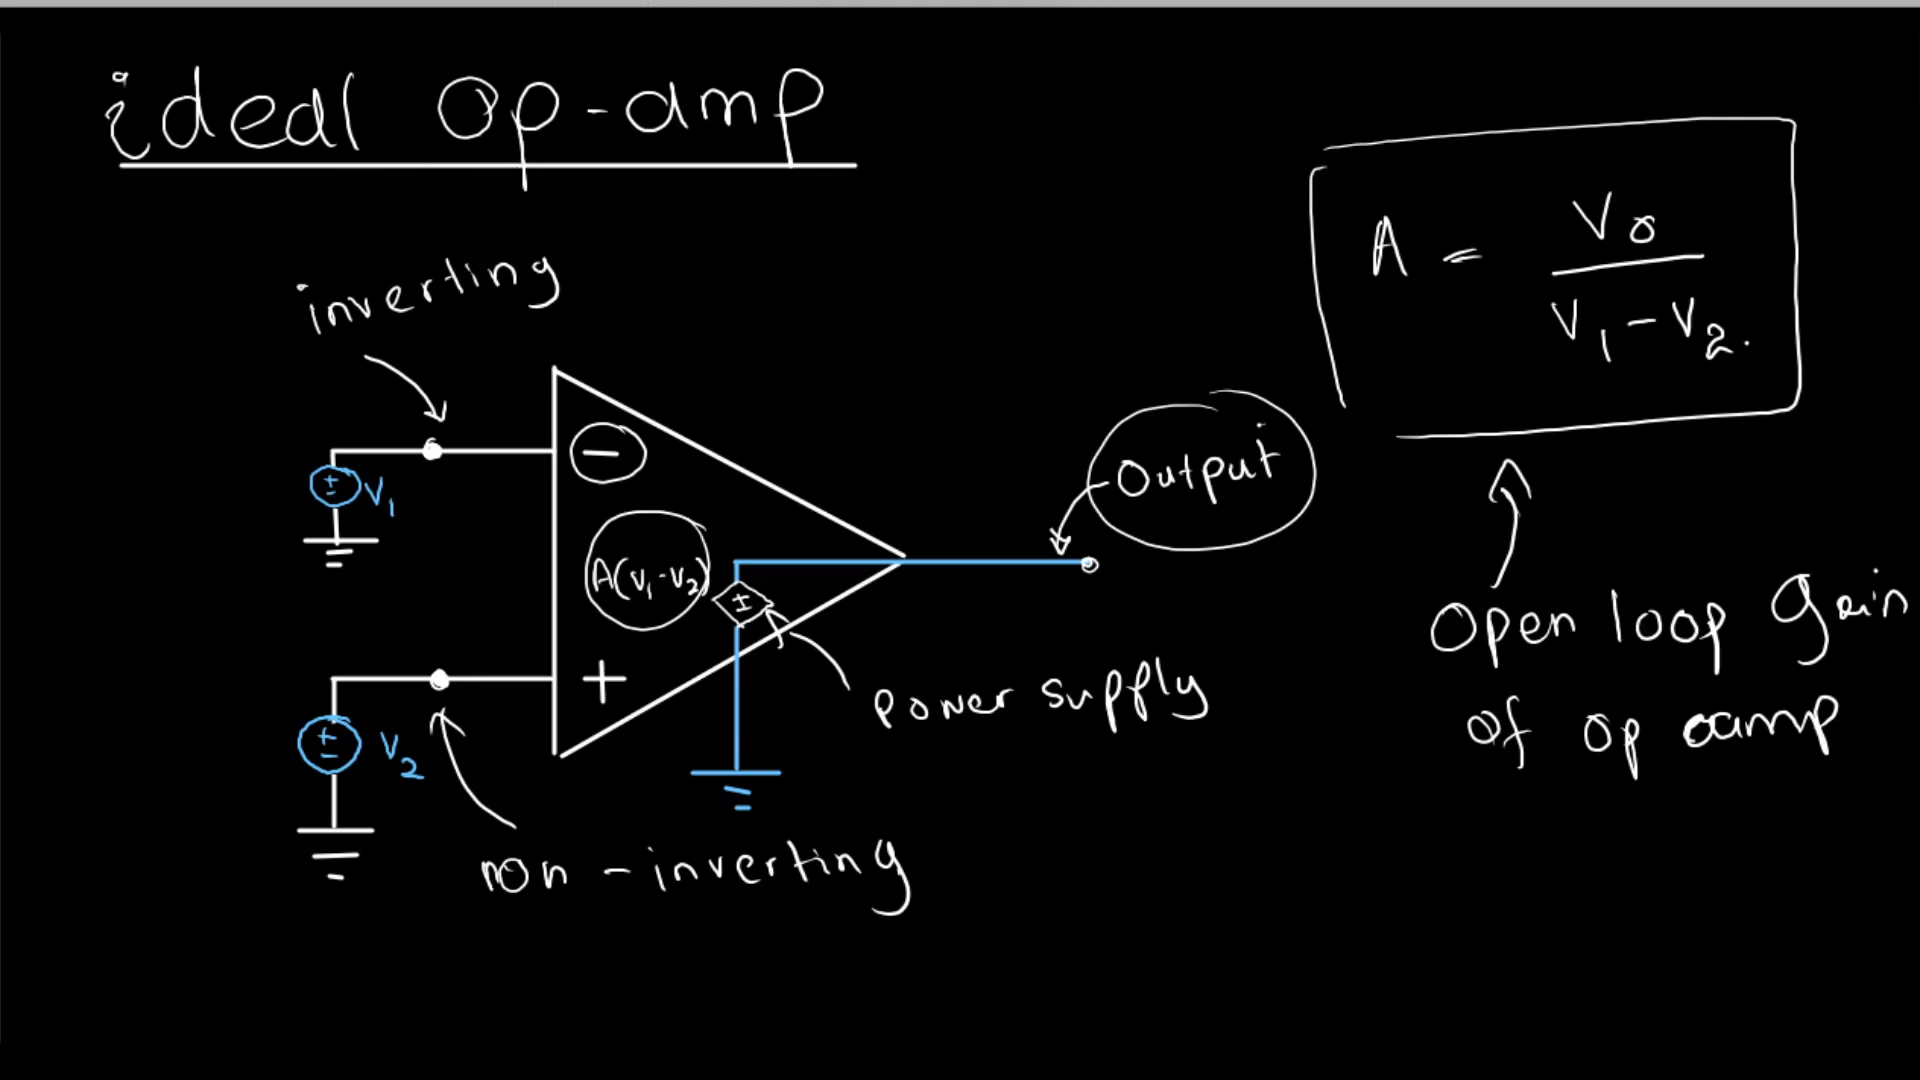 ideal op-amp
inverting
A = Vo / V1 - V2.
-
± V1
Output
A(V1-V2)
±
Open loop Gain
of op aamp
+
power supply
± V2
non-inverting